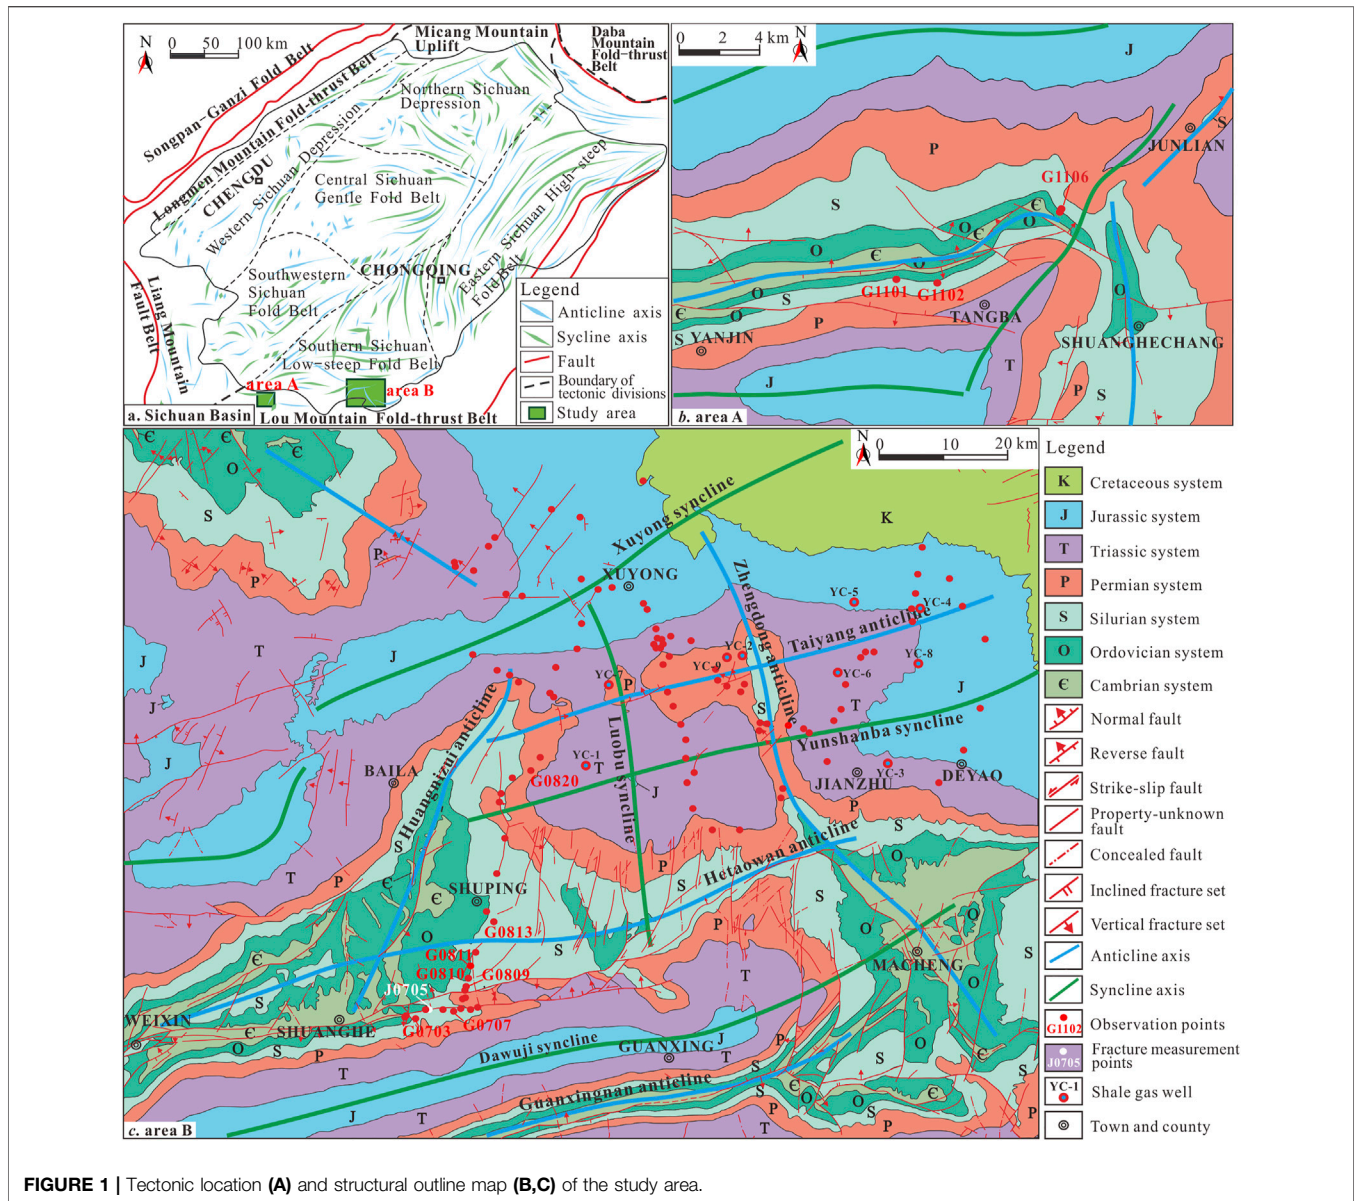 N
0 50 100 km
Micang Mountain
Uplift
Daba
Mountain
Fold-thrust
Belt
Songpan-Ganzi Fold Belt
Longmen Mountain Fold-thrust Belt
Northern Sichuan
Depression
CHENGDU
Western Sichuan Depression
Central Sichuan
Gentle Fold Belt
Eastern Sichuan High-steep
Fold Belt
Southwestern
Sichuan
Fold Belt
CHONGQING
Liang Mountain
Fault Belt
Southern Sichuan
Low-steep Fold Belt
area A
area B
a. Sichuan Basin
Lou Mountain Fold-thrust Belt
Legend
Anticline axis
Sycline axis
Fault
Boundary of
tectonic divisions
Study area
0 2 4 km
N
J
T
S
JUNLIAN
P
G1106
S
Є
O
O
Є
O
Є
O
O
G1101
G1102
O
S
Є
O
TANGBA
P
S
YANJIN
SHUANGHECHANG
T
J
P
S
b. area A
N
0 10 20 km
Є
Є
Є
O
S
P
P
K
Xuyong syncline
XUYONG
Zhengdong anticline
YC-5
YC-4
Taiyang anticline
T
J
J
J
J
YC-2
YC-9
YC-8
YC-6
YC-7
P
S
T
J
Huangnizui anticline
Luobu syncline
Yunshanba syncline
YC-1
T
BAILA
G0820
JIANZHU
YC-3
DEYAO
J
P
S
Hetaowan anticline
S
O
T
P
Є
Є
SHUPING
P
S
S
O
G0813
P
O
O
S
G0811
Є
G0810
G0809
T
MACHENG
S
J0705
O
WEIXIN
SHUANGHE
G0703
G0707
Є
O
S
P
T
Dawuji syncline
GUANXING
J
T
P
O
Є
S
S
Guanxingnan anticline
S
S
Є
O
O
S
P
P
P
J
T
T
c. area B
Legend
K Cretaceous system
J Jurassic system
T Triassic system
P Permian system
S Silurian system
O Ordovician system
Є Cambrian system
Normal fault
Reverse fault
Strike-slip fault
Property-unknown
fault
Concealed fault
Inclined fracture set
Vertical fracture set
Anticline axis
Syncline axis
G1102 Observation points
J0705 Fracture measurement
points
YC-1 Shale gas well
Town and county
FIGURE 1 | Tectonic location (A) and structural outline map (B,C) of the study area.